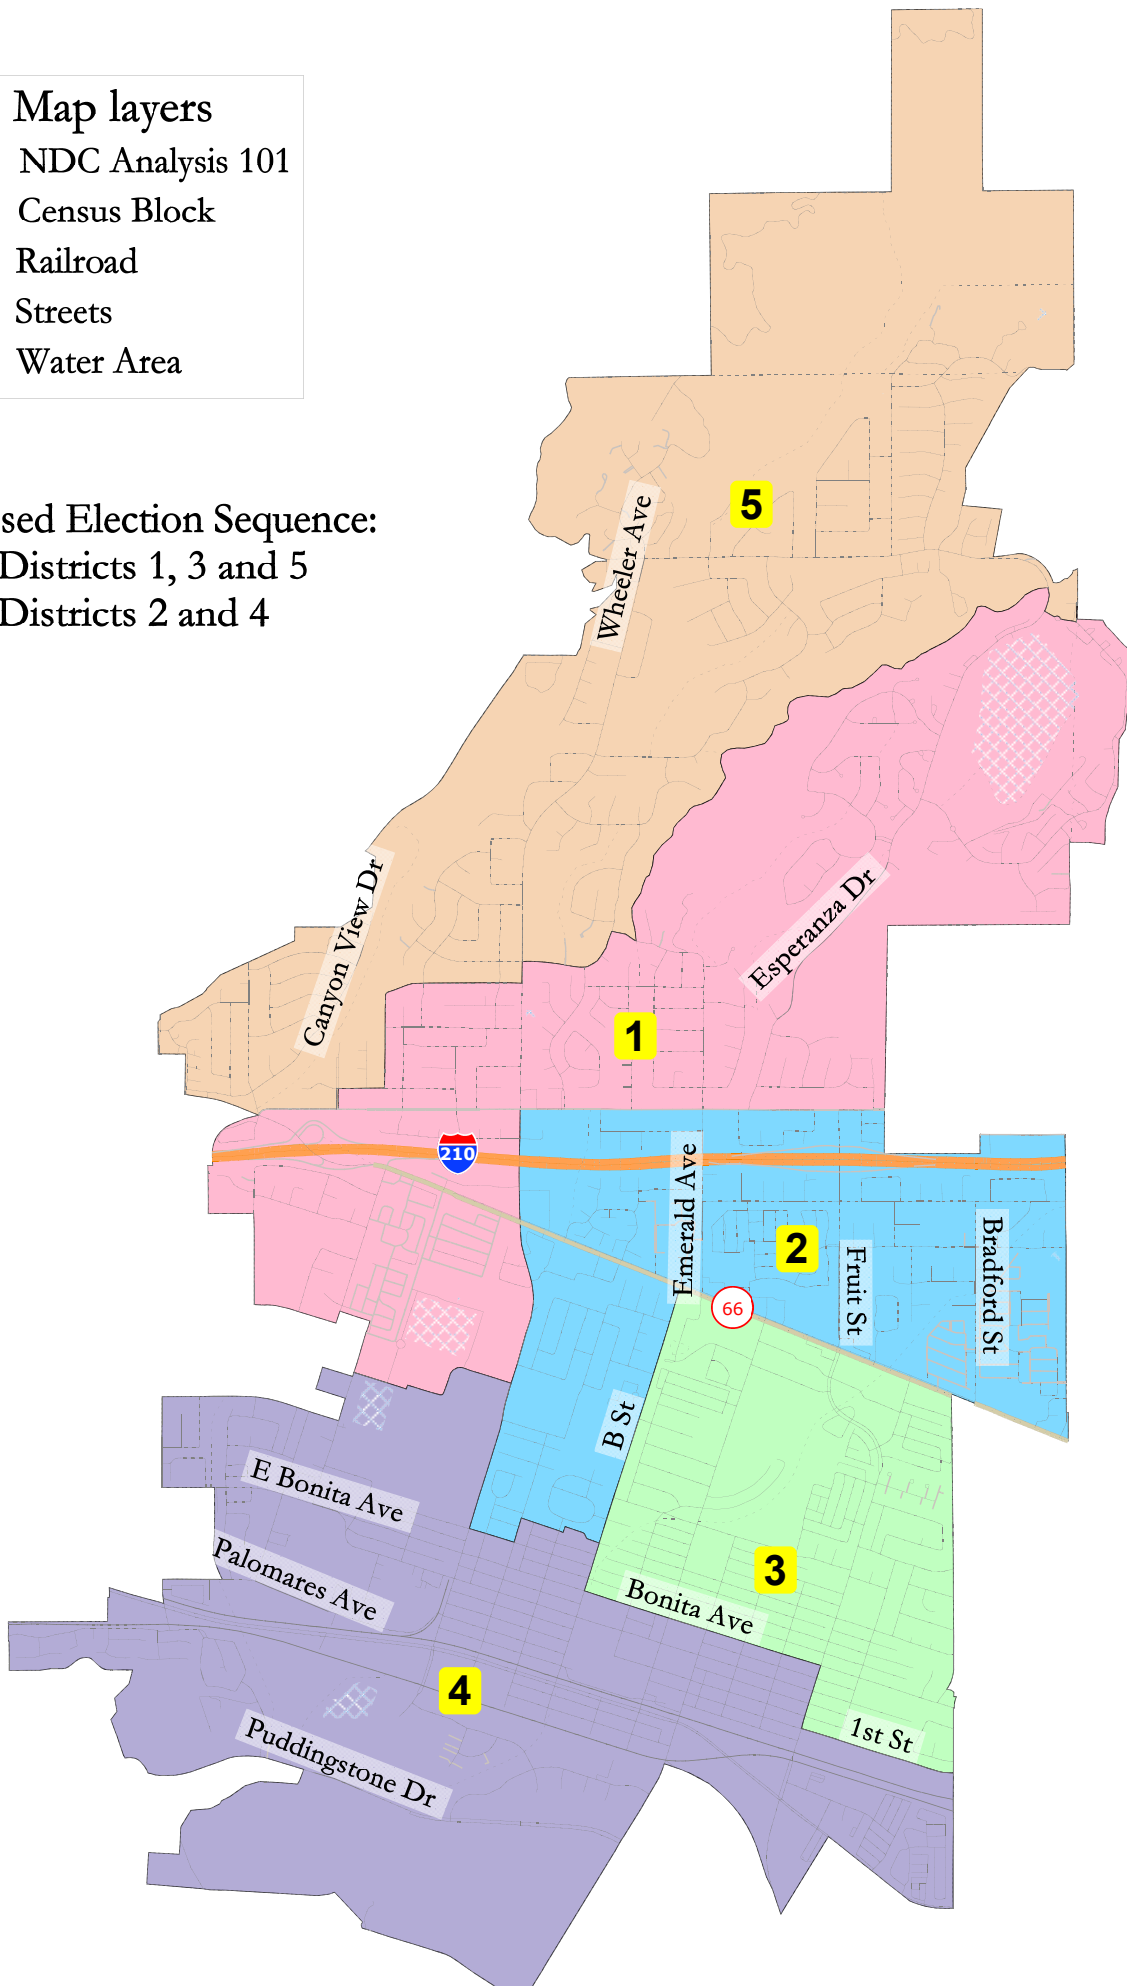 Map layers
NDC Analysis 101
Census Block
Railroad
Streets
Water Area
sed Election Sequence:
Districts 1, 3 and 5
Districts 2 and 4
5
Wheeler Ave
Canyon View Dr
Esperanza Dr
1
210
Emerald Ave
2
Fruit St
Bradford St
66
B St
E Bonita Ave
Palomares Ave
3
Bonita Ave
4
1st St
Puddingstone Dr